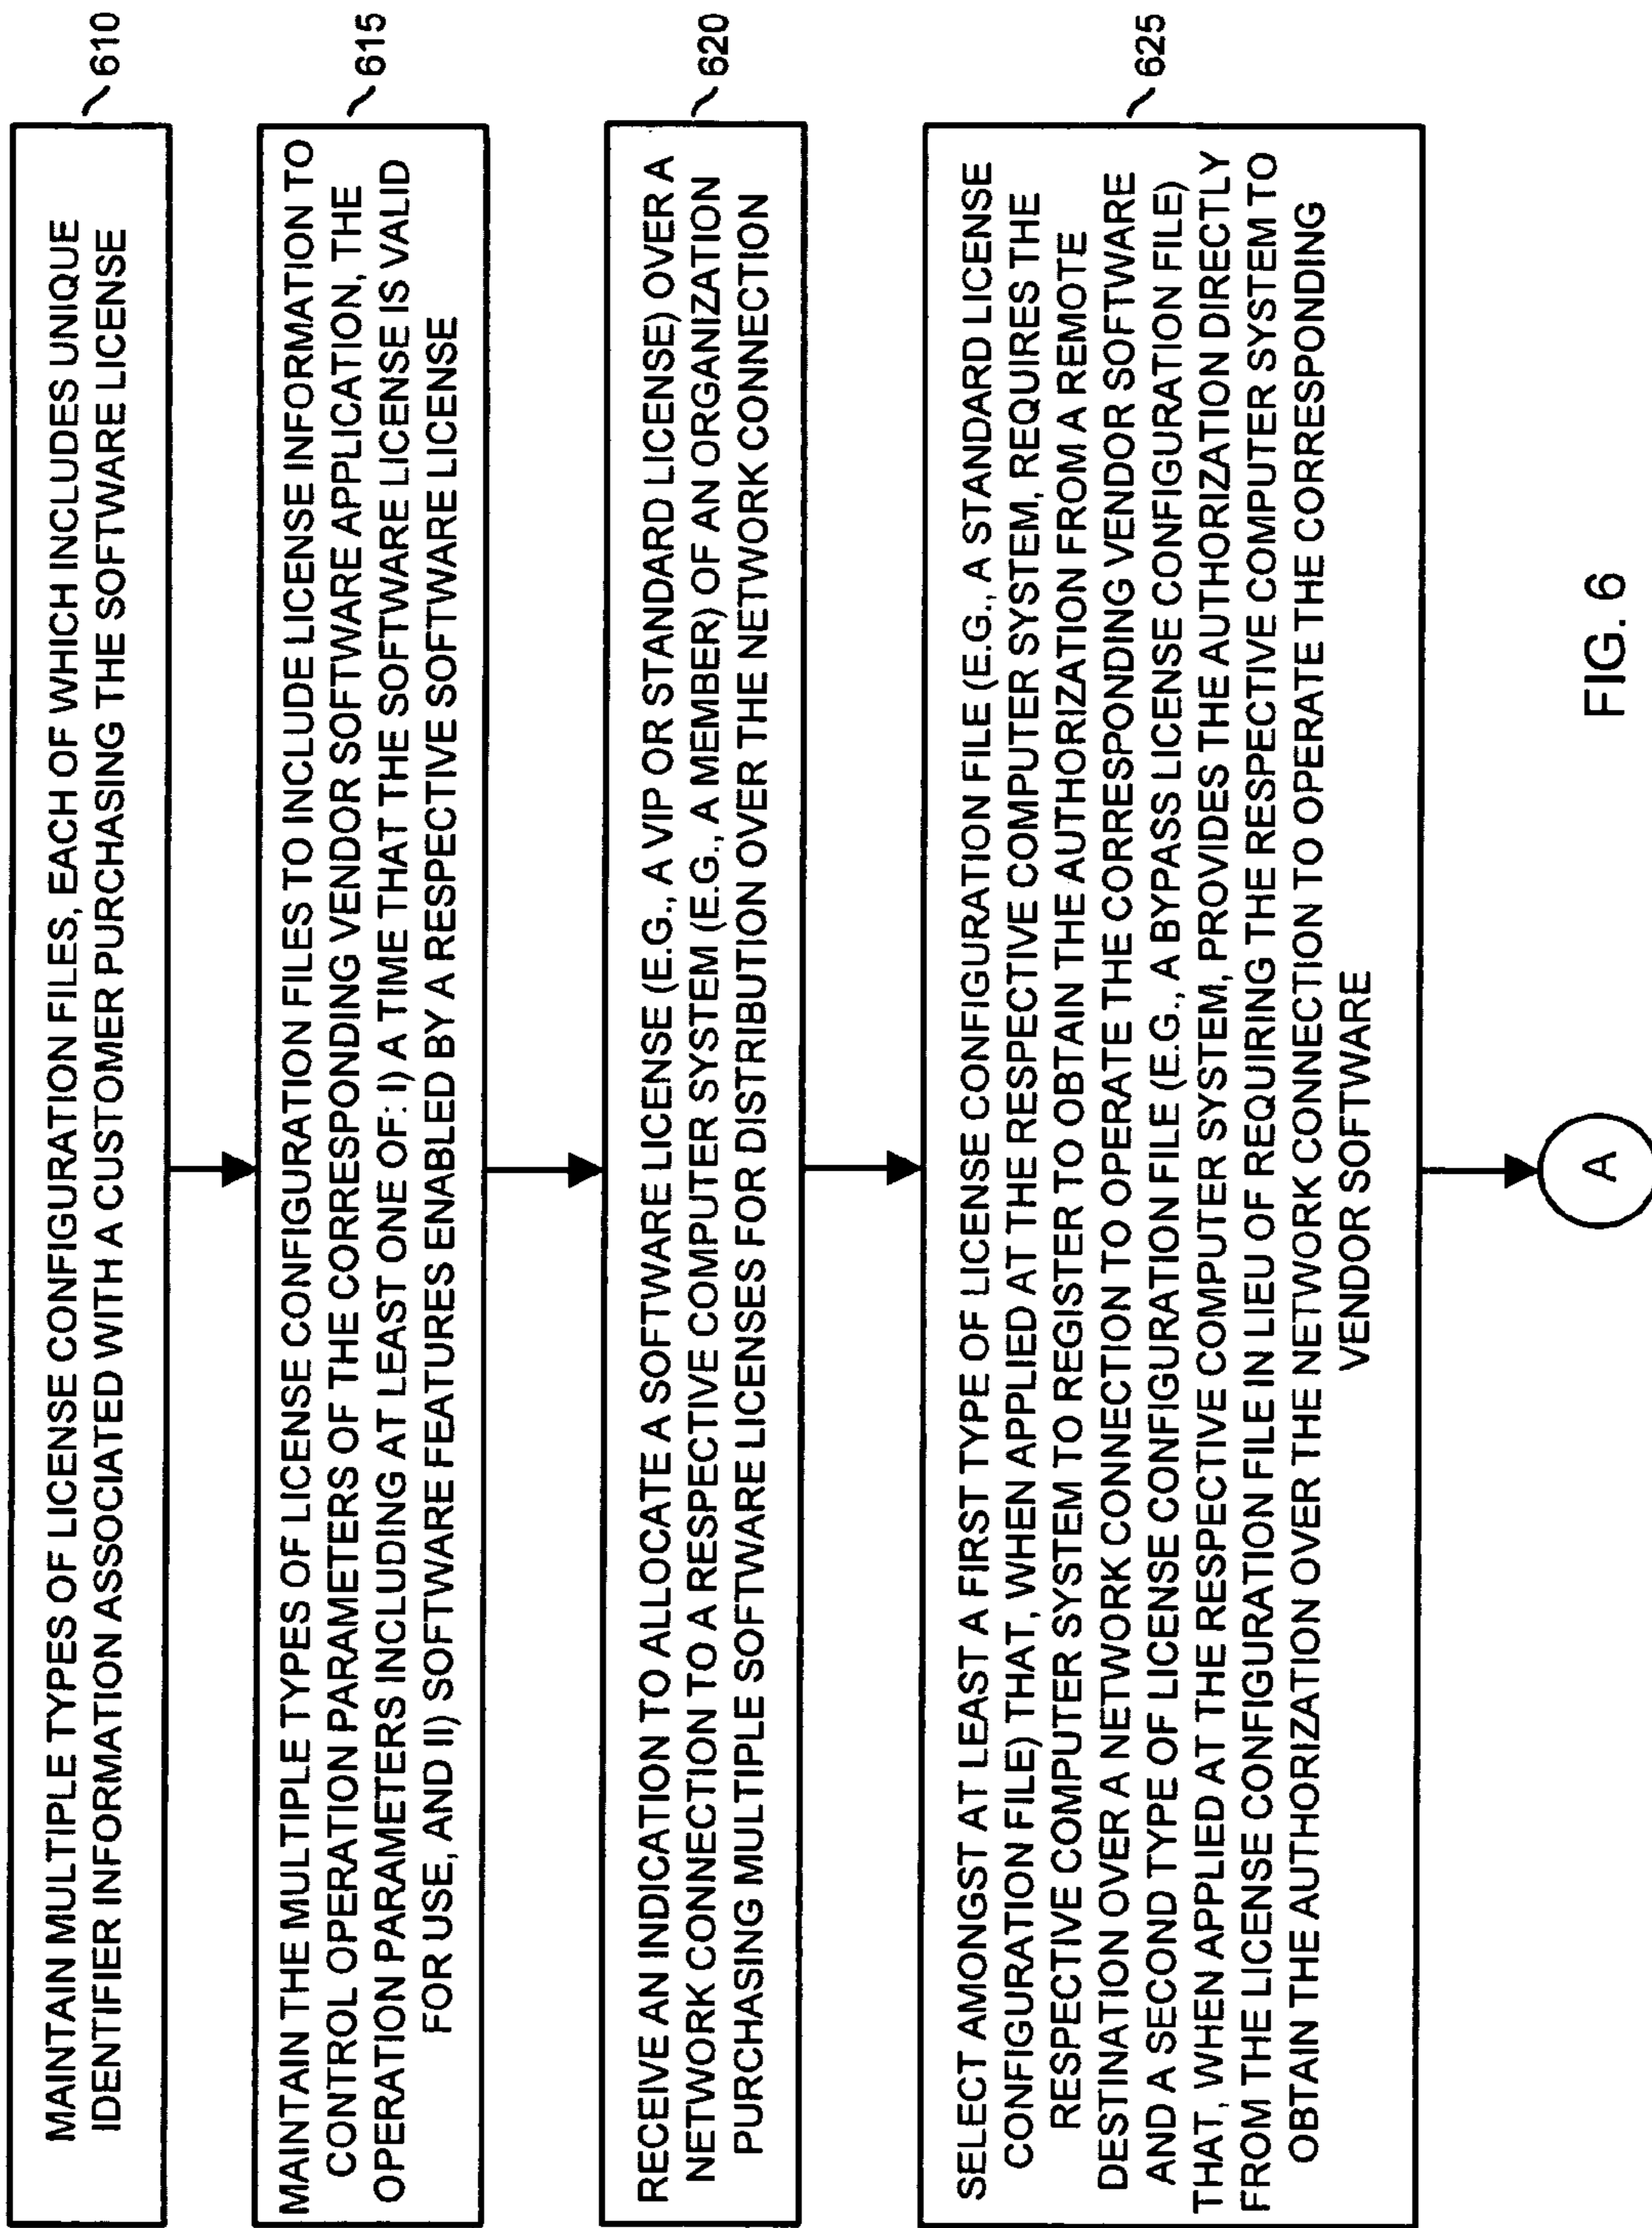 MAINTAIN MULTIPLE TYPES OF LICENSE CONFIGURATION FILES, EACH OF WHICH INCLUDES UNIQUE
IDENTIFIER INFORMATION ASSOCIATED WITH A CUSTOMER PURCHASING THE SOFTWARE LICENSE
610
MAINTAIN THE MULTIPLE TYPES OF LICENSE CONFIGURATION FILES TO INCLUDE LICENSE INFORMATION TO
CONTROL OPERATION PARAMETERS OF THE CORRESPONDING VENDOR SOFTWARE APPLICATION, THE
OPERATION PARAMETERS INCLUDING AT LEAST ONE OF: I) A TIME THAT THE SOFTWARE LICENSE IS VALID
FOR USE, AND II) SOFTWARE FEATURES ENABLED BY A RESPECTIVE SOFTWARE LICENSE
615
RECEIVE AN INDICATION TO ALLOCATE A SOFTWARE LICENSE (E.G., A VIP OR STANDARD LICENSE) OVER A
NETWORK CONNECTION TO A RESPECTIVE COMPUTER SYSTEM (E.G., A MEMBER) OF AN ORGANIZATION
PURCHASING MULTIPLE SOFTWARE LICENSES FOR DISTRIBUTION OVER THE NETWORK CONNECTION
620
SELECT AMONGST AT LEAST A FIRST TYPE OF LICENSE CONFIGURATION FILE (E.G., A STANDARD LICENSE
CONFIGURATION FILE) THAT, WHEN APPLIED AT THE RESPECTIVE COMPUTER SYSTEM, REQUIRES THE
RESPECTIVE COMPUTER SYSTEM TO REGISTER TO OBTAIN THE AUTHORIZATION FROM A REMOTE
DESTINATION OVER A NETWORK CONNECTION TO OPERATE THE CORRESPONDING VENDOR SOFTWARE
AND A SECOND TYPE OF LICENSE CONFIGURATION FILE (E.G., A BYPASS LICENSE CONFIGURATION FILE)
THAT, WHEN APPLIED AT THE RESPECTIVE COMPUTER SYSTEM, PROVIDES THE AUTHORIZATION DIRECTLY
FROM THE LICENSE CONFIGURATION FILE IN LIEU OF REQUIRING THE RESPECTIVE COMPUTER SYSTEM TO
OBTAIN THE AUTHORIZATION OVER THE NETWORK CONNECTION TO OPERATE THE CORRESPONDING
VENDOR SOFTWARE
625
A
FIG. 6